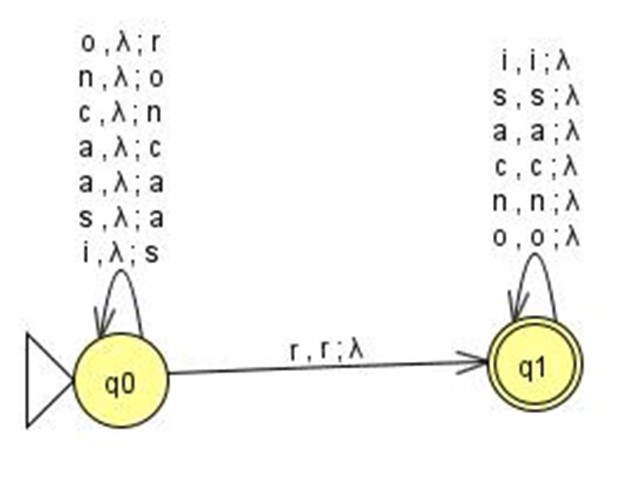 o , λ ; r
n , λ ; o
c , λ ; n
a , λ ; c
a , λ ; a
s , λ ; a
i , λ ; s
i , i ; λ
s , s ; λ
a , a ; λ
c , c ; λ
n , n ; λ
o , o ; λ
r , r ; λ
q0
q1